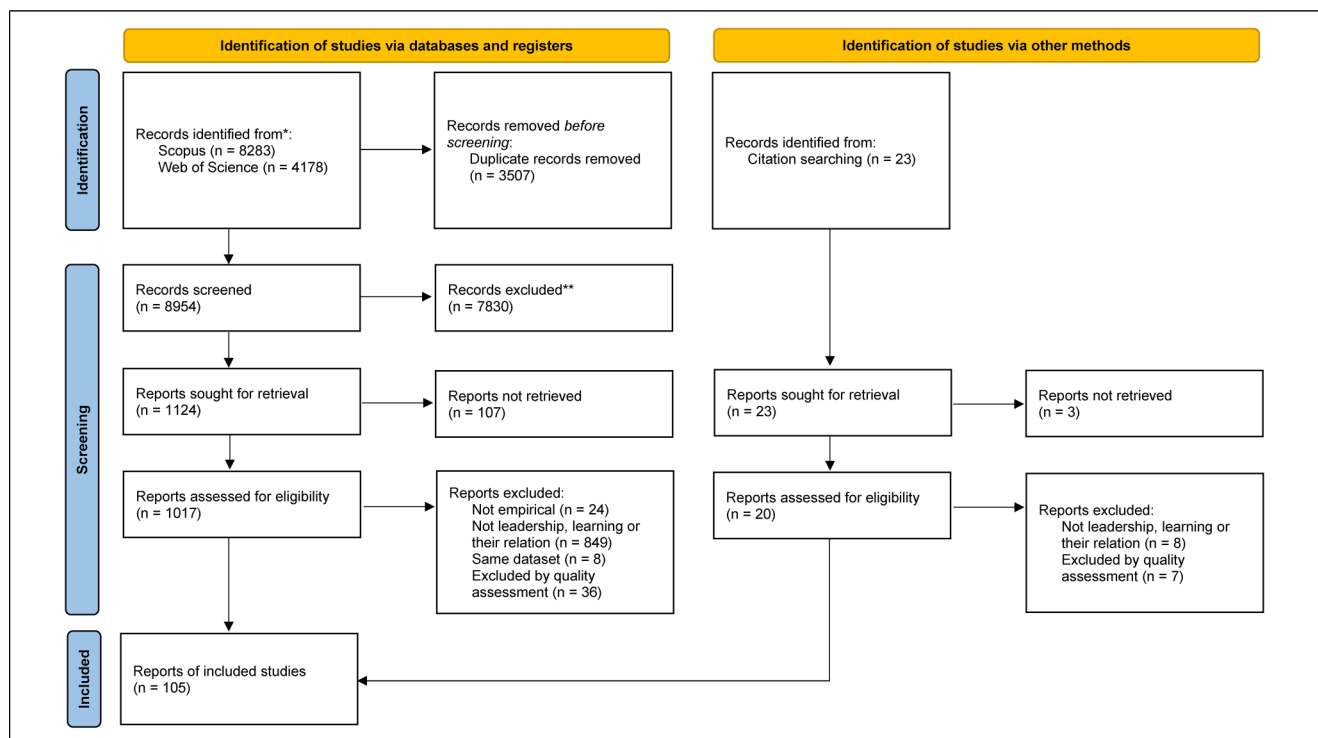 Identification of studies via databases and registers
Identification of studies via other methods
Identification
Records identified from*:
Scopus (n = 8283)
Web of Science (n = 4178)
Records removed before
screening:
Duplicate records removed
(n = 3507)
Records identified from:
Citation searching (n = 23)
Screening
Records screened
(n = 8954)
Records excluded**
(n = 7830)
Reports sought for retrieval
(n = 1124)
Reports not retrieved
(n = 107)
Reports sought for retrieval
(n = 23)
Reports not retrieved
(n = 3)
Reports assessed for eligibility
(n = 1017)
Reports excluded:
Not empirical (n = 24)
Not leadership, learning or
their relation (n = 849)
Same dataset (n = 8)
Excluded by quality
assessment (n = 36)
Reports assessed for eligibility
(n = 20)
Reports excluded:
Not leadership, learning or
their relation (n = 8)
Excluded by quality
assessment (n = 7)
Included
Reports of included studies
(n = 105)